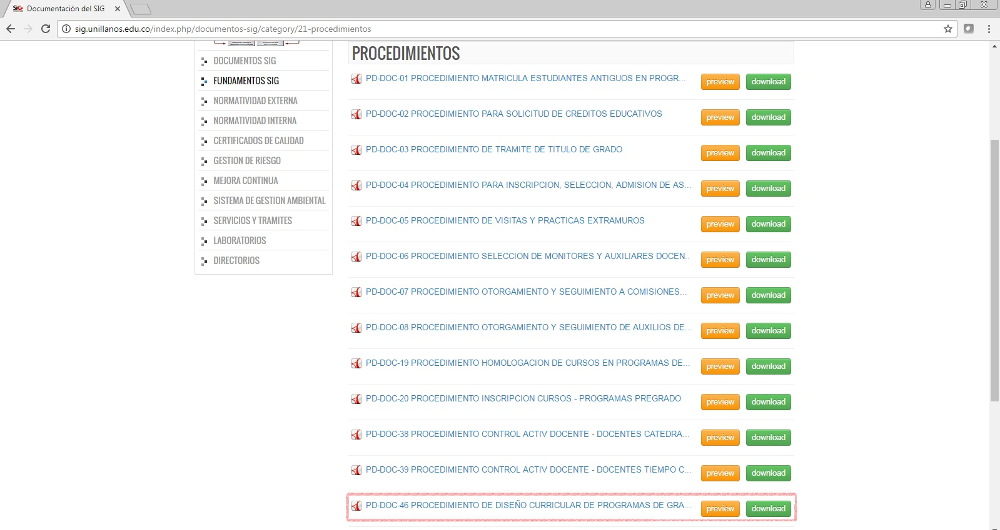 SIG Documentación del SIG
sig.unillanos.edu.co/index.php/documentos-sig/category/21-procedimientos
DOCUMENTOS SIG
FUNDAMENTOS SIG
NORMATIVIDAD EXTERNA
NORMATIVIDAD INTERNA
CERTIFICADOS DE CALIDAD
GESTION DE RIESGO
MEJORA CONTINUA
SISTEMA DE GESTION AMBIENTAL
SERVICIOS Y TRAMITES
LABORATORIOS
DIRECTORIOS
PROCEDIMIENTOS
PD-DOC-01 PROCEDIMIENTO MATRICULA ESTUDIANTES ANTIGUOS EN PROGR... preview download
PD-DOC-02 PROCEDIMIENTO PARA SOLICITUD DE CREDITOS EDUCATIVOS preview download
PD-DOC-03 PROCEDIMIENTO DE TRAMITE DE TITULO DE GRADO preview download
PD-DOC-04 PROCEDIMIENTO PARA INSCRIPCION, SELECCION, ADMISION DE AS... preview download
PD-DOC-05 PROCEDIMIENTO DE VISITAS Y PRACTICAS EXTRAMUROS preview download
PD-DOC-06 PROCEDIMIENTO SELECCION DE MONITORES Y AUXILIARES DOCEN.. preview download
PD-DOC-07 PROCEDIMIENTO OTORGAMIENTO Y SEGUIMIENTO A COMISIONES... preview download
PD-DOC-08 PROCEDIMIENTO OTORGAMIENTO Y SEGUIMIENTO DE AUXILIOS DE... preview download
PD-DOC-19 PROCEDIMIENTO HOMOLOGACION DE CURSOS EN PROGRAMAS DE... preview download
PD-DOC-20 PROCEDIMIENTO INSCRIPCION CURSOS - PROGRAMAS PREGRADO preview download
PD-DOC-38 PROCEDIMIENTO CONTROL ACTIV DOCENTE - DOCENTES CATEDRA... preview download
PD-DOC-39 PROCEDIMIENTO CONTROL ACTIV DOCENTE - DOCENTES TIEMPO C... preview download
PD-DOC-46 PROCEDIMIENTO DE DISEÑO CURRICULAR DE PROGRAMAS DE GRA... preview download